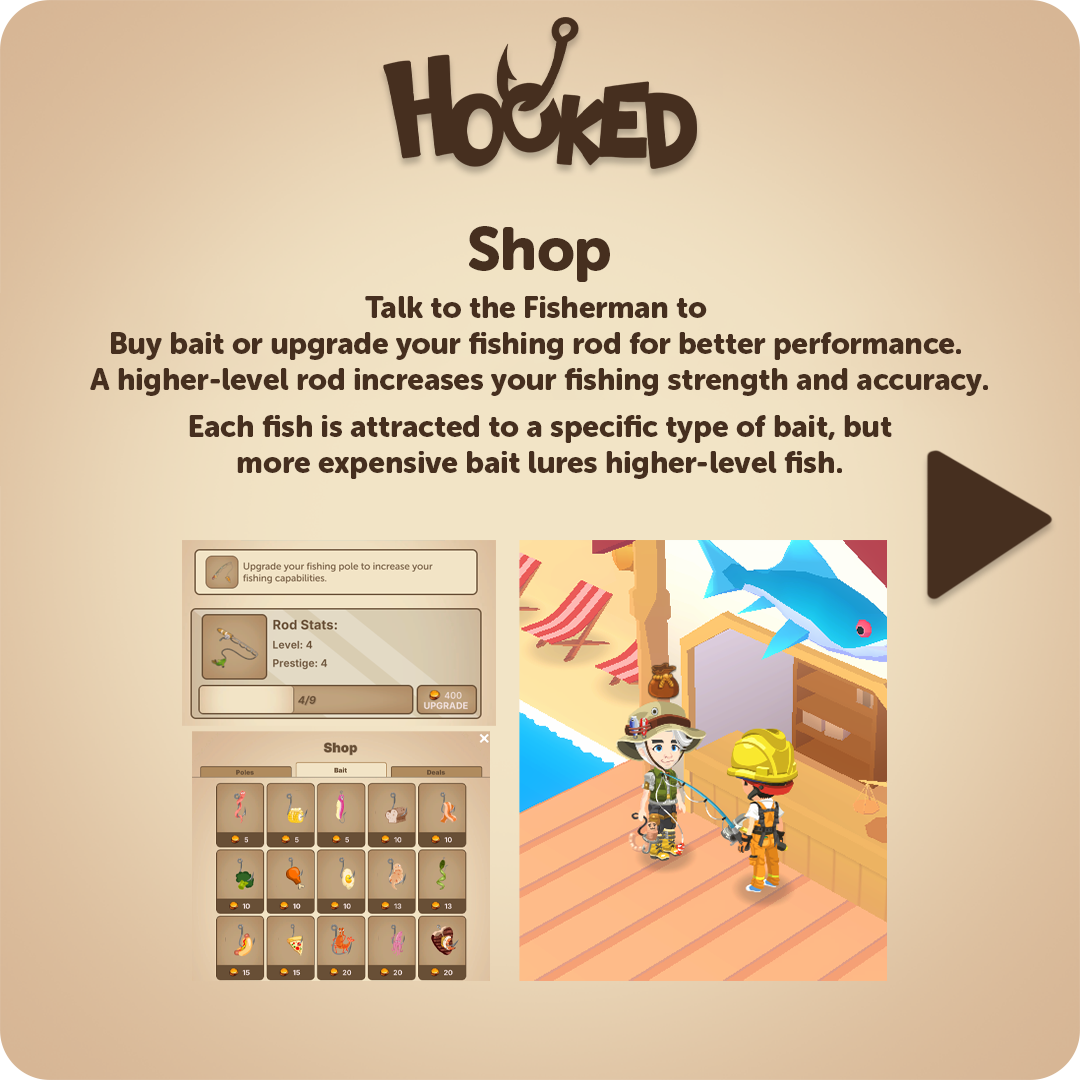 HOOKED
Shop
Talk to the Fisherman to
Buy bait or upgrade your fishing rod for better performance.
A higher-level rod increases your fishing strength and accuracy.
Each fish is attracted to a specific type of bait, but
more expensive bait lures higher-level fish.
Upgrade your fishing pole to increase your
fishing capabilities.
Rod Stats:
Level: 4
Prestige: 4
4/9
400
UPGRADE
Shop
Poles Bait Deals
5 5 5 10 10
10 10 10 13 13
15 15 20 20 20